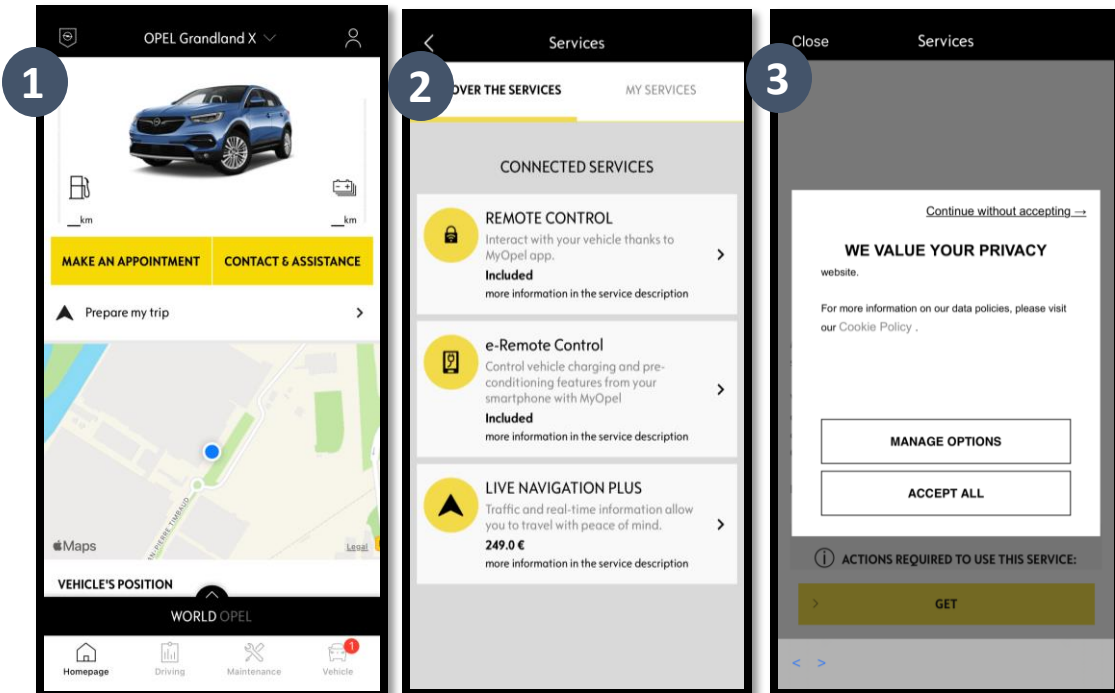 1
OPEL Grandland X
__km
__km
MAKE AN APPOINTMENT
CONTACT & ASSISTANCE
Prepare my trip
Maps
Legal
VEHICLE'S POSITION
WORLD OPEL
Homepage
Driving
Maintenance
Vehicle
1
2
Services
OVER THE SERVICES
MY SERVICES
CONNECTED SERVICES
REMOTE CONTROL
Interact with your vehicle thanks to
MyOpel app.
Included
more information in the service description
e-Remote Control
Control vehicle charging and pre-
conditioning features from your
smartphone with MyOpel
Included
more information in the service description
LIVE NAVIGATION PLUS
Traffic and real-time information allow
you to travel with peace of mind.
249.0 €
more information in the service description
3
Close
Services
Continue without accepting →
WE VALUE YOUR PRIVACY
website.
For more information on our data policies, please visit
our Cookie Policy .
MANAGE OPTIONS
ACCEPT ALL
ACTIONS REQUIRED TO USE THIS SERVICE:
GET